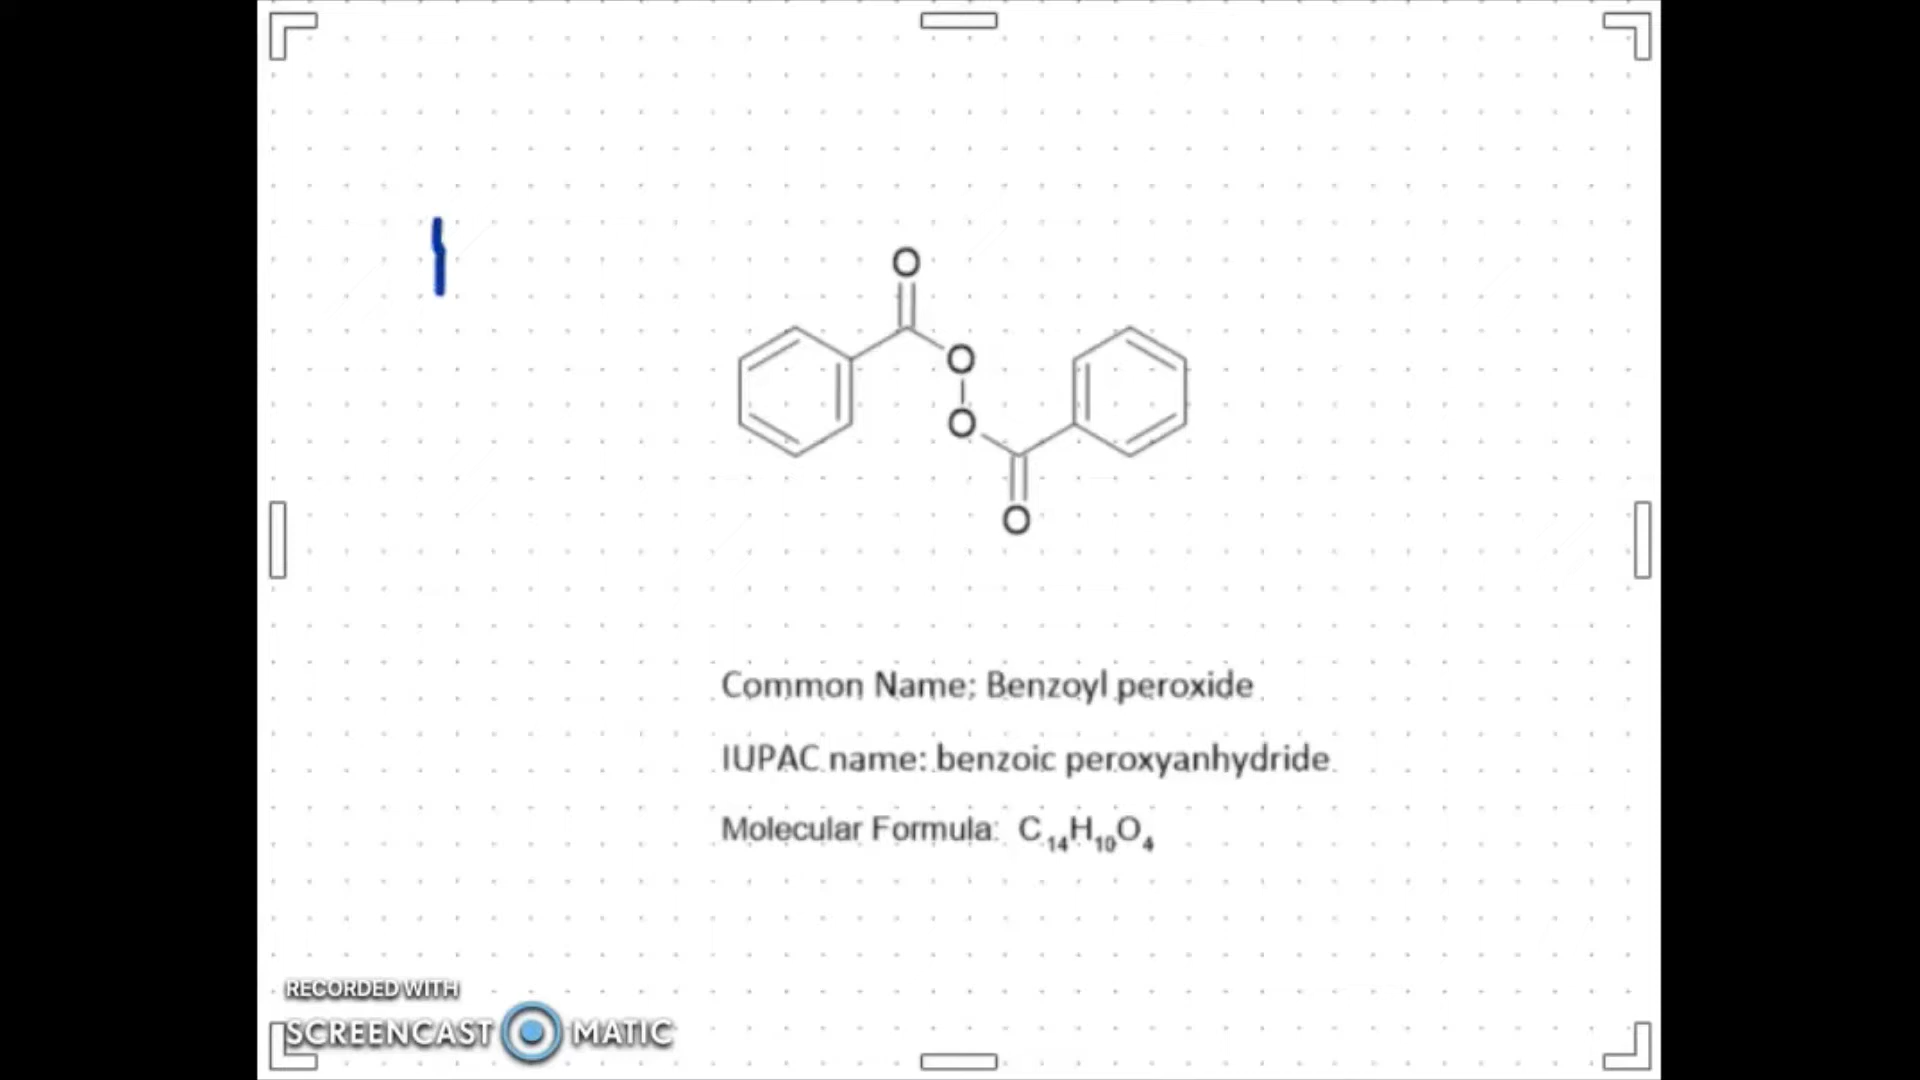 O
O
O
O
Common Name: Benzoyl peroxide
IUPAC name: benzoic peroxyanhydride
Molecular Formula: C₁₄H₁₀O₄
RECORDED WITH
SCREENCAST MATIC